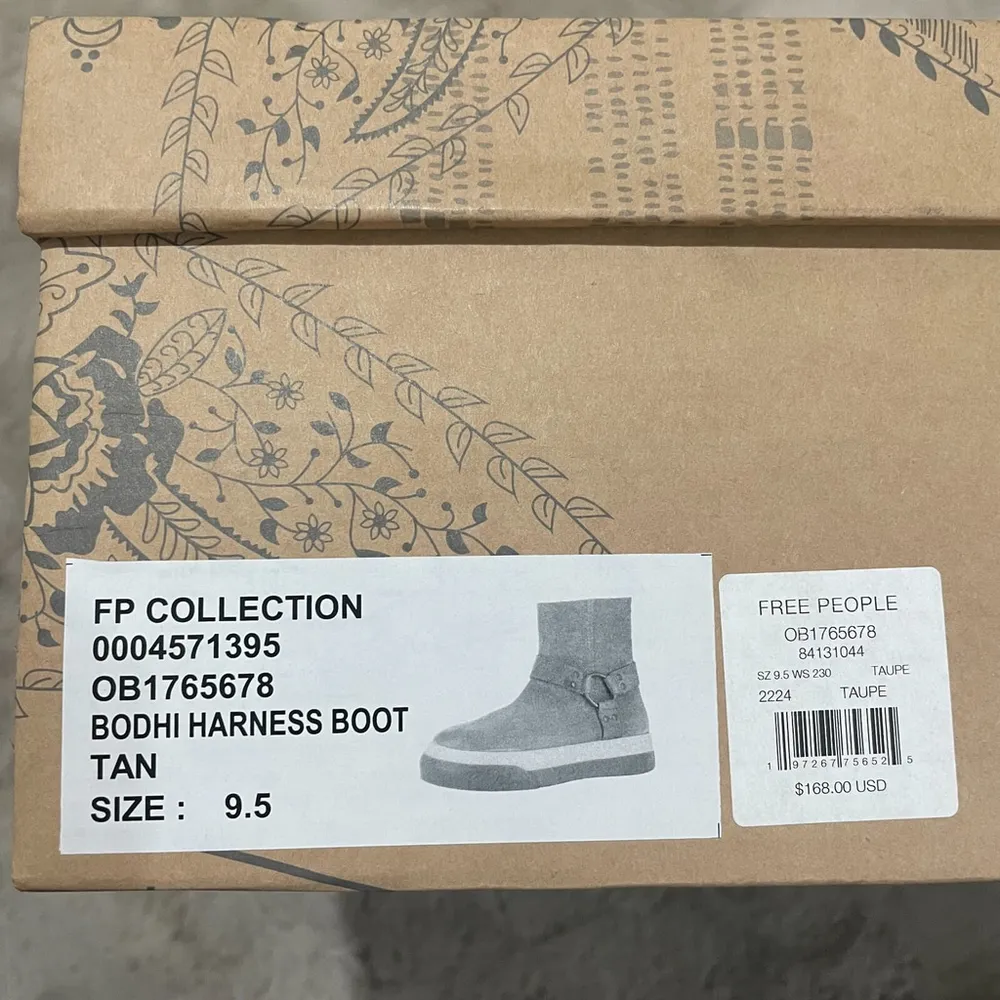 FP COLLECTION
0004571395
OB1765678
BODHI HARNESS BOOT
TAN
SIZE : 9.5
FREE PEOPLE
OB1765678
84131044
SZ 9.5 WS 230 TAUPE
2224 TAUPE
1 97267 75652 5
$168.00 USD